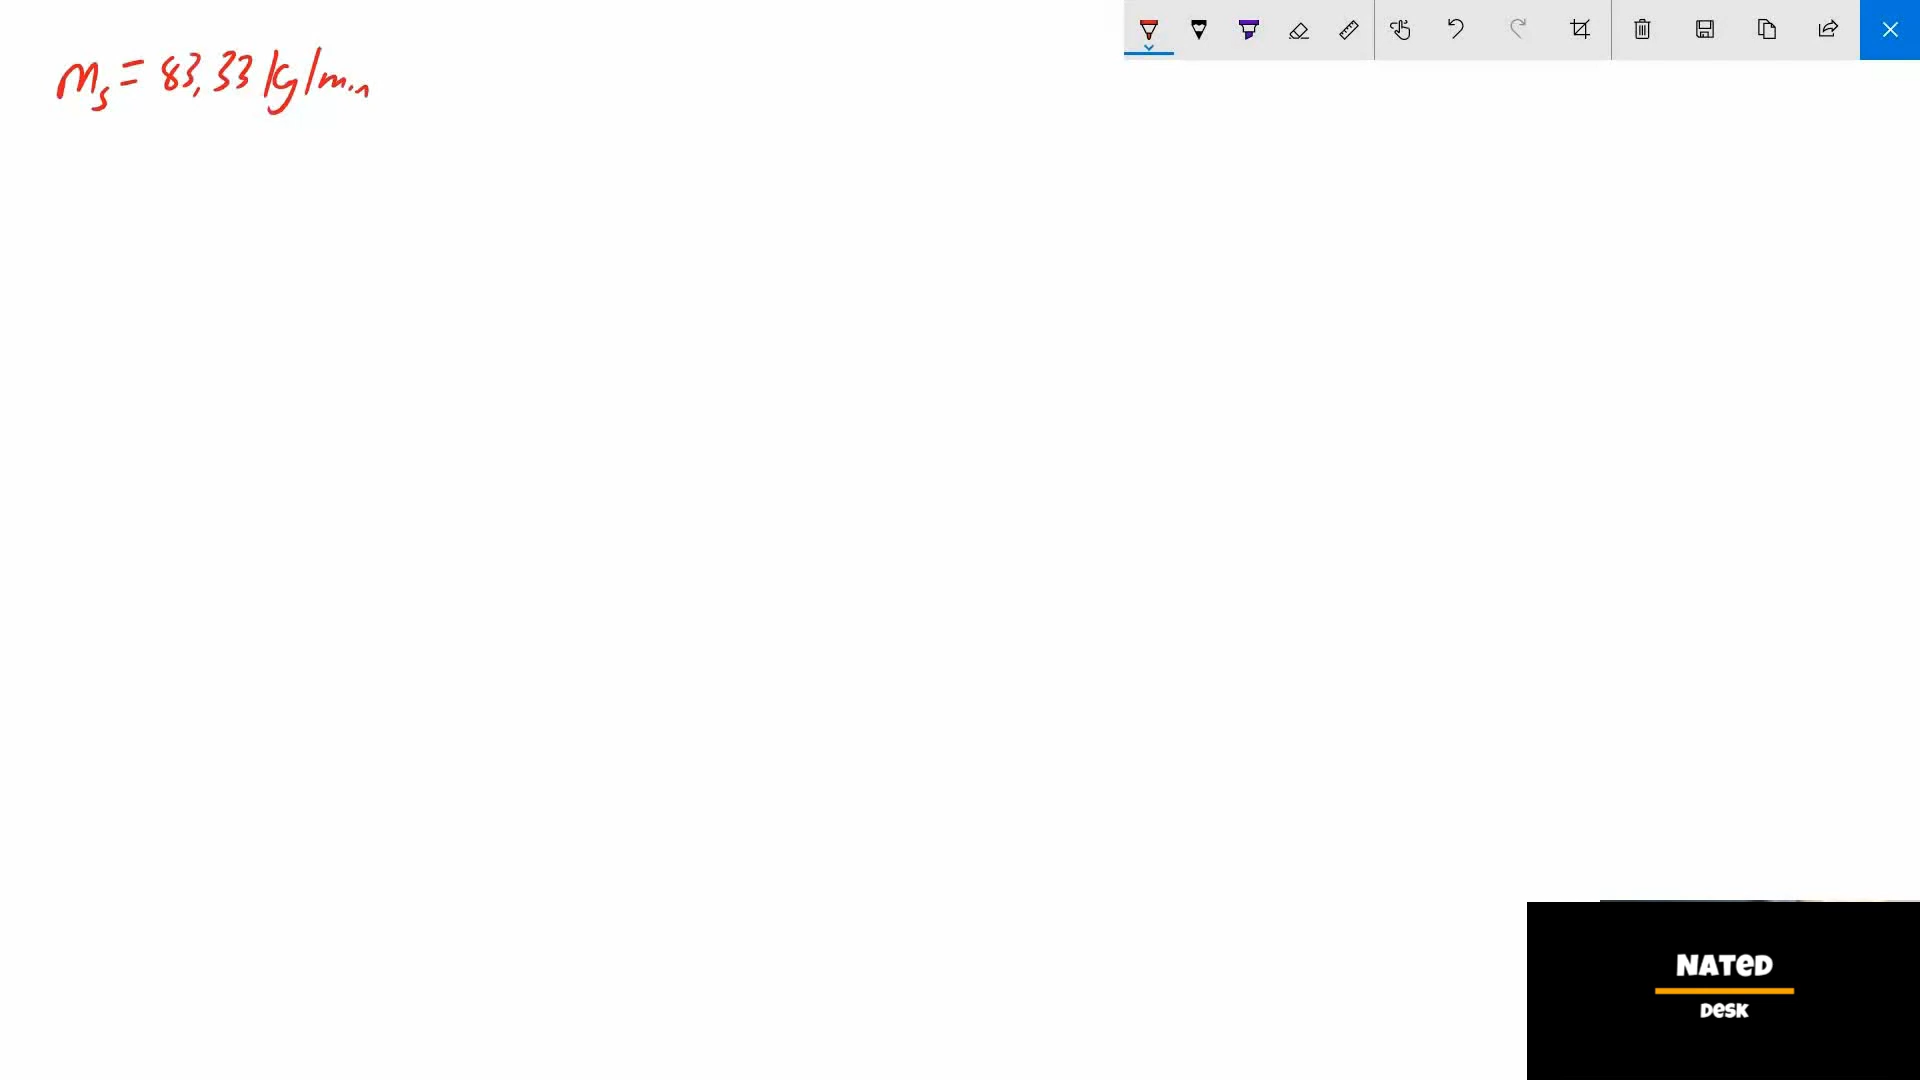 ms = 83,33 kg/min
NATED
DESK